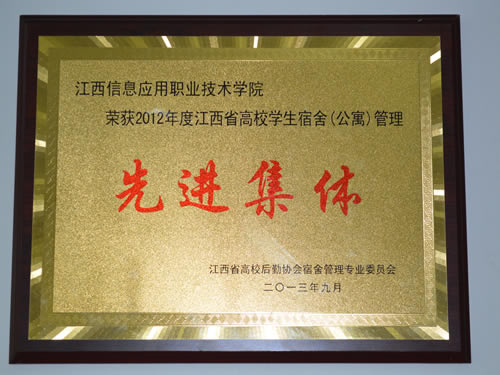 江西信息应用职业技术学院
荣获2012年度江西省高校学生宿舍(公寓)管理
先进集体
江西省高校后勤协会宿舍管理专业委员会
二〇一三年九月